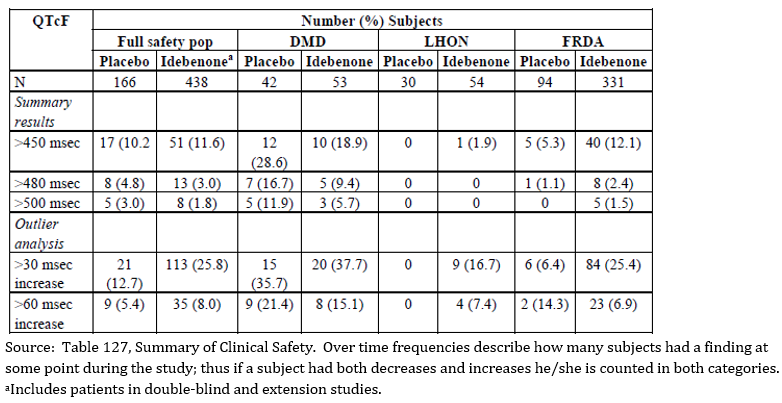 QTcF Number (%) Subjects
Full safety pop DMD LHON FRDA
Placebo Idebenoneᵃ Placebo Idebenone Placebo Idebenone Placebo Idebenone
N 166 438 42 53 30 54 94 331
Summary
results
>450 msec 17 (10.2 51 (11.6) 12 10 (18.9) 0 1 (1.9) 5 (5.3) 40 (12.1)
(28.6)
>480 msec 8 (4.8) 13 (3.0) 7 (16.7) 5 (9.4) 0 0 1 (1.1) 8 (2.4)
>500 msec 5 (3.0) 8 (1.8) 5 (11.9) 3 (5.7) 0 0 0 5 (1.5)
Outlier
analysis
>30 msec 21 113 (25.8) 15 20 (37.7) 0 9 (16.7) 6 (6.4) 84 (25.4)
increase (12.7) (35.7)
>60 msec 9 (5.4) 35 (8.0) 9 (21.4) 8 (15.1) 0 4 (7.4) 2 (14.3) 23 (6.9)
increase
Source: Table 127, Summary of Clinical Safety. Over time frequencies describe how many subjects had a finding at
some point during the study; thus if a subject had both decreases and increases he/she is counted in both categories.
ᵃIncludes patients in double-blind and extension studies.